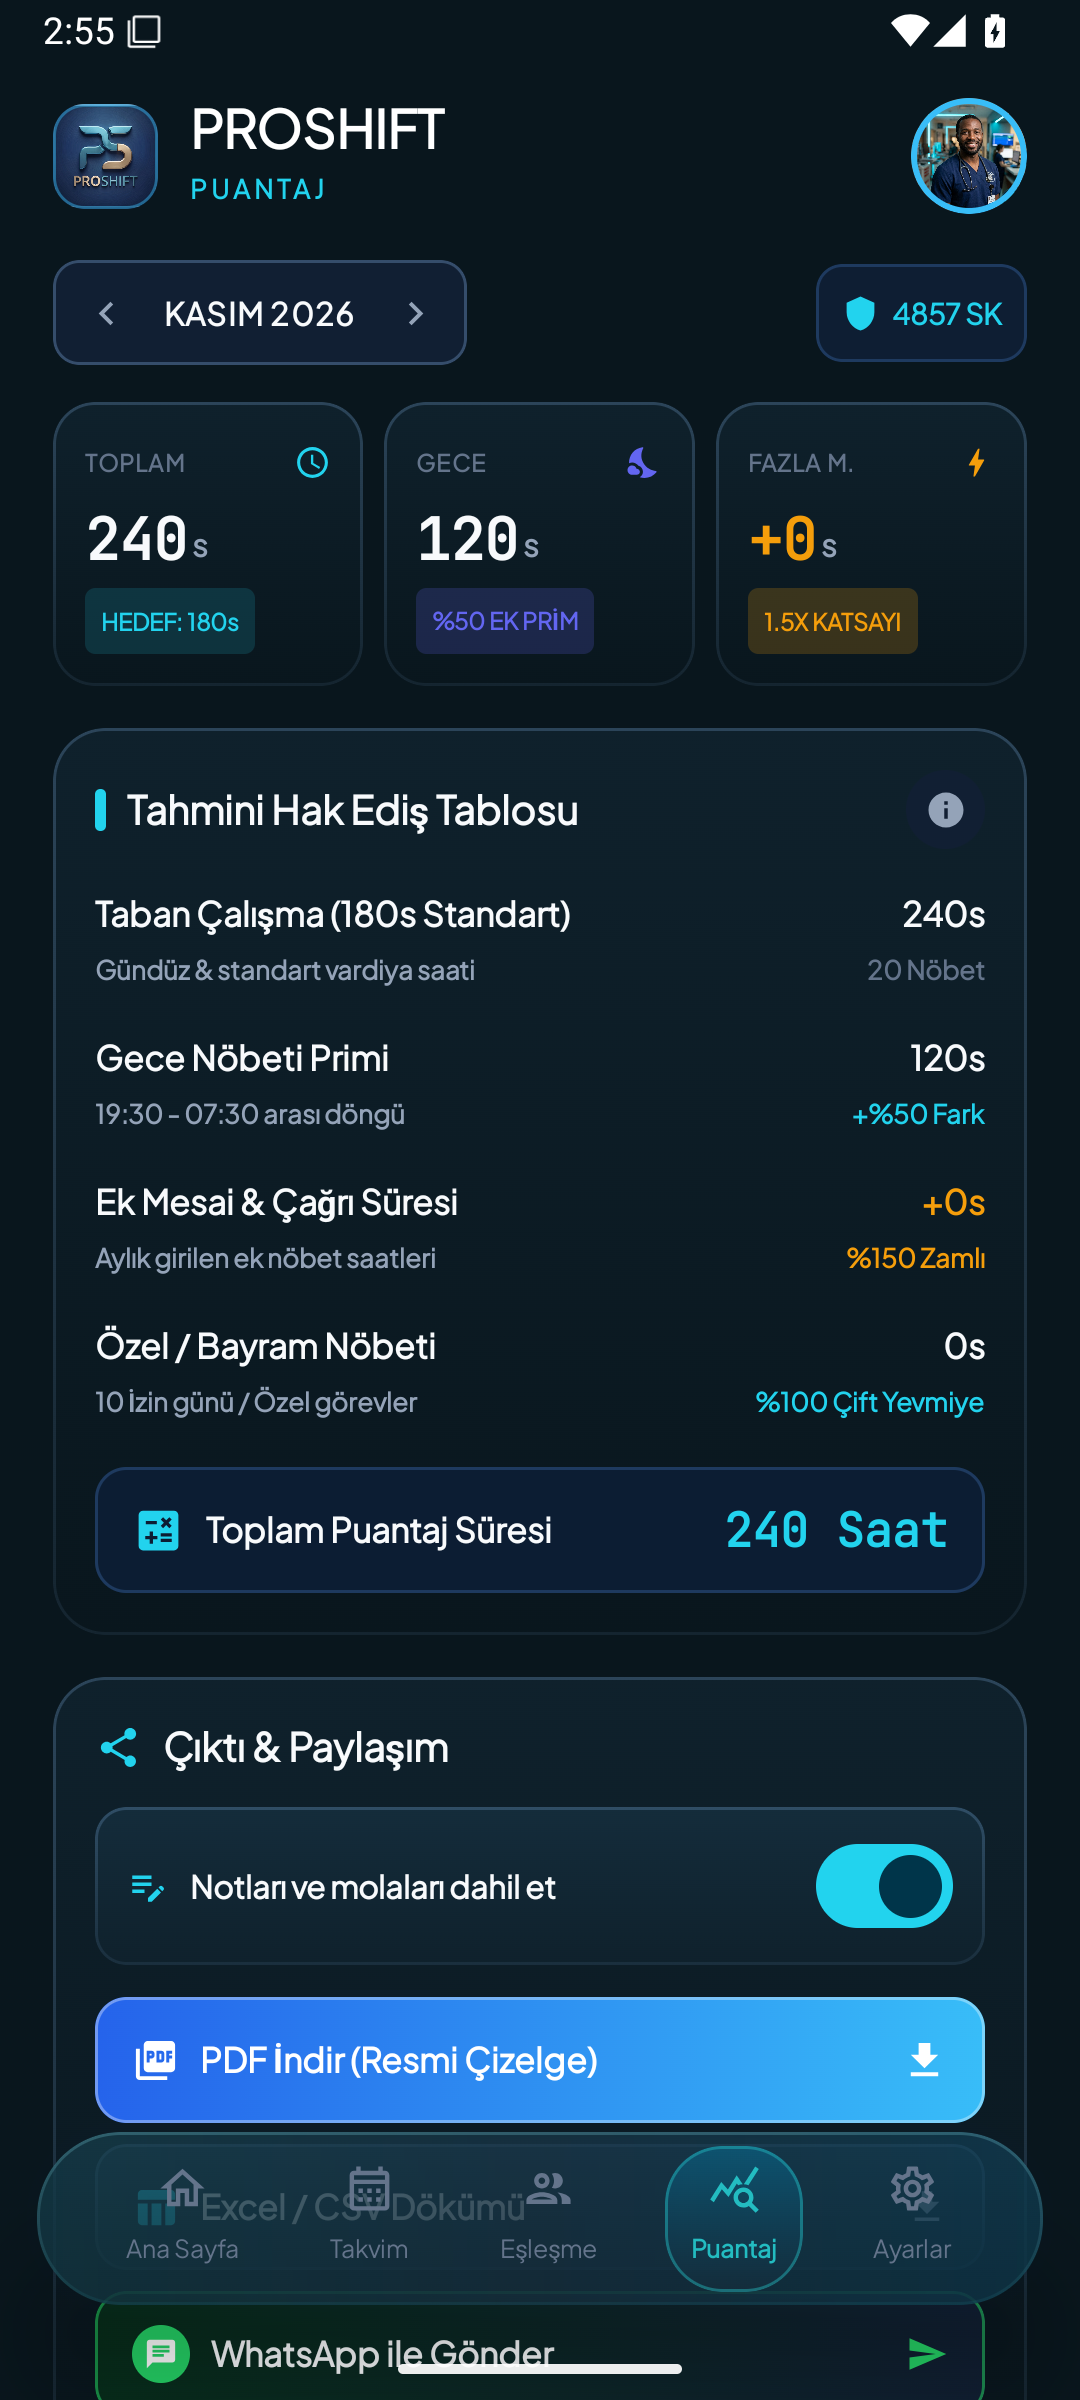 2:55
PROSHIFT
PUANTAJ
PROSHIFT
KASIM 2026
4857 SK
TOPLAM
GECE
FAZLA M.
240 s
120 s
+0 s
HEDEF: 180s
%50 EK PRİM
1.5X KATSAYI
Tahmini Hak Ediş Tablosu
Taban Çalışma (180s Standart)
240s
Gündüz & standart vardiya saati
20 Nöbet
Gece Nöbeti Primi
120s
19:30 - 07:30 arası döngü
+%50 Fark
Ek Mesai & Çağrı Süresi
+0s
Aylık girilen ek nöbet saatleri
%150 Zamlı
Özel / Bayram Nöbeti
0s
10 İzin günü / Özel görevler
%100 Çift Yevmiye
Toplam Puantaj Süresi
240 Saat
Çıktı & Paylaşım
Notları ve molaları dahil et
PDF
PDF İndir (Resmi Çizelge)
Excel / CSV Dökümü
Ana Sayfa
Takvim
Eşleşme
Puantaj
Ayarlar
WhatsApp ile Gönder